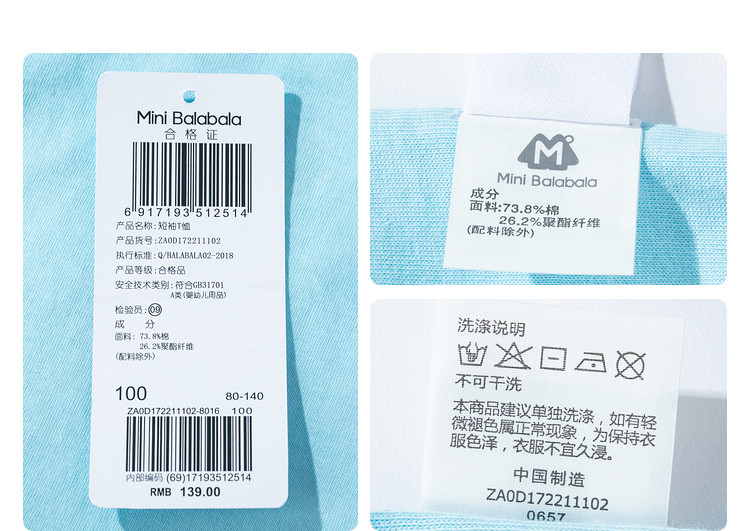 Mini Balabala
合格证
6 917193 512514
产品名称: 短袖T恤
产品货号: ZA0D172211102
执行标准: Q/BALABALA02-2018
产品等级: 合格品
安全技术类别: 符合GB31701
A类(婴幼儿用品)
检验员: 09
成 分
面料: 73.8%棉
26.2%聚酯纤维
(配料除外)
100 80-140
ZA0D172211102-8016 100
内部编码 (69)17193512514
RMB 139.00
M
Mini Balabala
成分
面料:73.8%棉
26.2%聚酯纤维
(配料除外)
洗涤说明
不可干洗
本商品建议单独洗涤，如有轻
微褪色属正常现象，为保持衣
服色泽，衣服不宜久浸。
中国制造
ZA0D172211102
0657